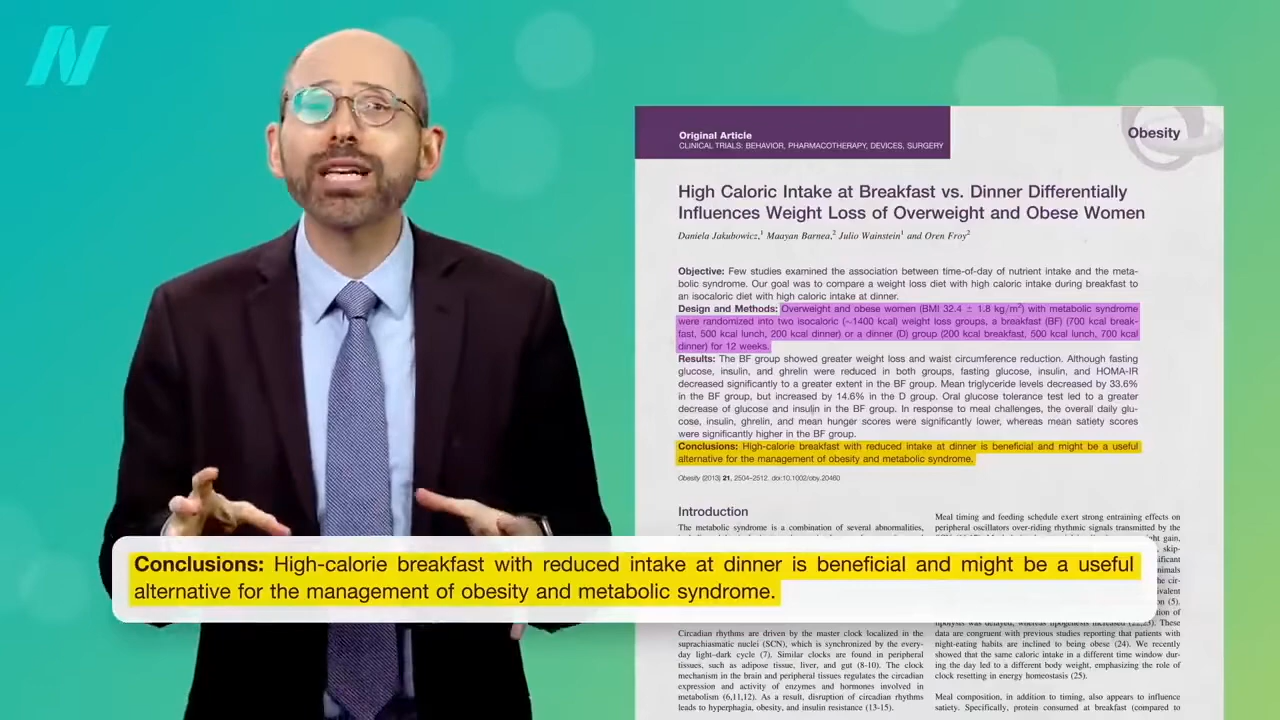 N
Original Article
CLINICAL TRIALS: BEHAVIOR, PHARMACOTHERAPY, DEVICES, SURGERY
Obesity
High Caloric Intake at Breakfast vs. Dinner Differentially
Influences Weight Loss of Overweight and Obese Women
Daniela Jakubowicz,1 Maayan Barnea,2 Julio Wainstein1 and Oren Froy2
Objective: Few studies examined the association between time-of-day of nutrient intake and the meta-
bolic syndrome. Our goal was to compare a weight loss diet with high caloric intake during breakfast to
an isocaloric diet with high caloric intake at dinner.
Design and Methods: Overweight and obese women (BMI 32.4 ± 1.8 kg/m2) with metabolic syndrome
were randomized into two isocaloric (~1400 kcal) weight loss groups, a breakfast (BF) (700 kcal break-
fast, 500 kcal lunch, 200 kcal dinner) or a dinner (D) group (200 kcal breakfast, 500 kcal lunch, 700 kcal
dinner) for 12 weeks.
Results: The BF group showed greater weight loss and waist circumference reduction. Although fasting
glucose, insulin, and ghrelin were reduced in both groups, fasting glucose, insulin, and HOMA-IR
decreased significantly to a greater extent in the BF group. Mean triglyceride levels decreased by 33.6%
in the BF group, but increased by 14.6% in the D group. Oral glucose tolerance test led to a greater
decrease of glucose and insulin in the BF group. In response to meal challenges, the overall daily glu-
cose, insulin, ghrelin, and mean hunger scores were significantly lower, whereas mean satiety scores
were significantly higher in the BF group.
Conclusions: High-calorie breakfast with reduced intake at dinner is beneficial and might be a useful
alternative for the management of obesity and metabolic syndrome.
Obesity (2013) 21, 2504–2512. doi:10.1002/oby.20460
Introduction
The metabolic syndrome is a combination of several abnormalities,
Meal timing and feeding schedule exert strong entraining effects on
peripheral oscillators over-riding rhythmic signals transmitted by the
Conclusions: High-calorie breakfast with reduced intake at dinner is beneficial and might be a useful
alternative for the management of obesity and metabolic syndrome.
Circadian rhythms are driven by the master clock localized in the
suprachiasmatic nuclei (SCN), which is synchronized by the every-
day light–dark cycle (7). Similar clocks are found in peripheral
tissues, such as adipose tissue, liver, and gut (8-10). The clock
mechanism in the brain and peripheral tissues regulates the circadian
expression and activity of enzymes and hormones involved in
metabolism (6,11,12). As a result, disruption of circadian rhythms
leads to hyperphagia, obesity, and insulin resistance (13-15).
These
data are congruent with previous studies reporting that patients with
night-eating habits are inclined to being obese (24). We recently
showed that the same caloric intake in a different time window dur-
ing the day led to a different body weight, emphasizing the role of
clock resetting in energy homeostasis (25).
Meal composition, in addition to timing, also appears to influence
satiety. Specifically, protein consumed at breakfast (compared to